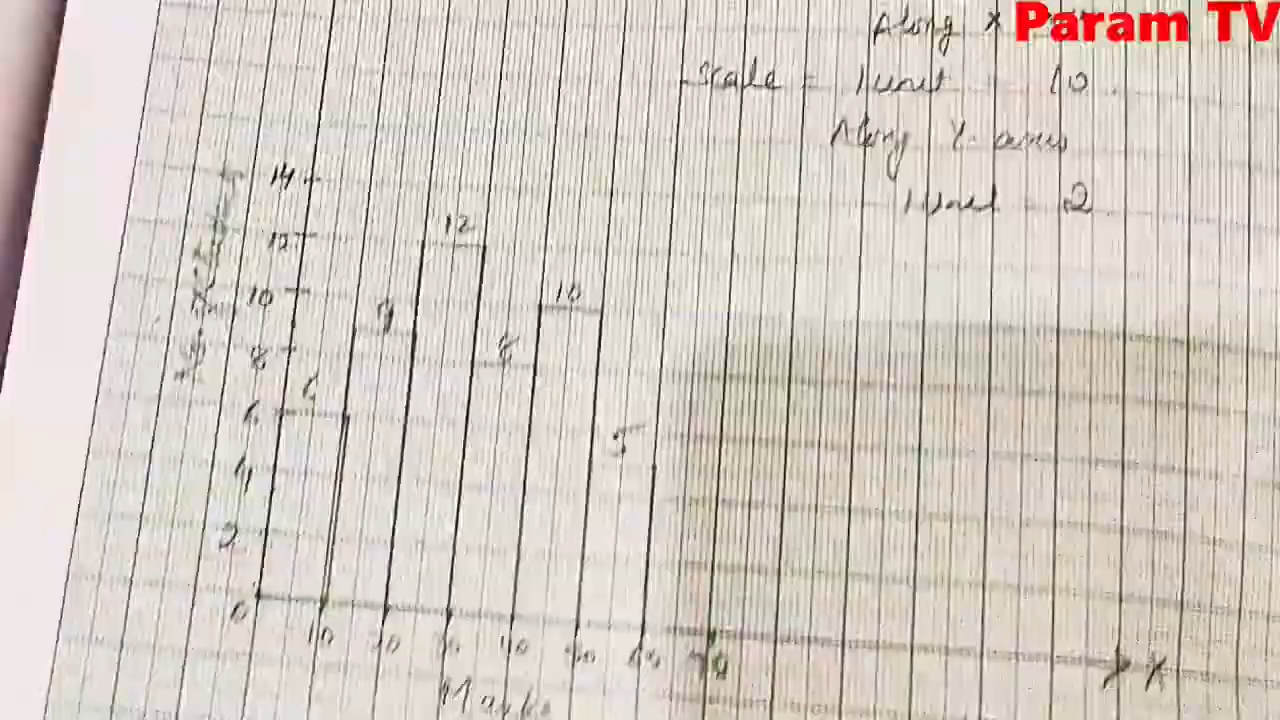 Along X
Param TV
Scale = 1 unit = 10
Along Y-axis
1 unit = 2
14
12
12
10
10
9
8
8
6
6
5
4
2
0
10 20 30 40 50 60 70
X
Marks